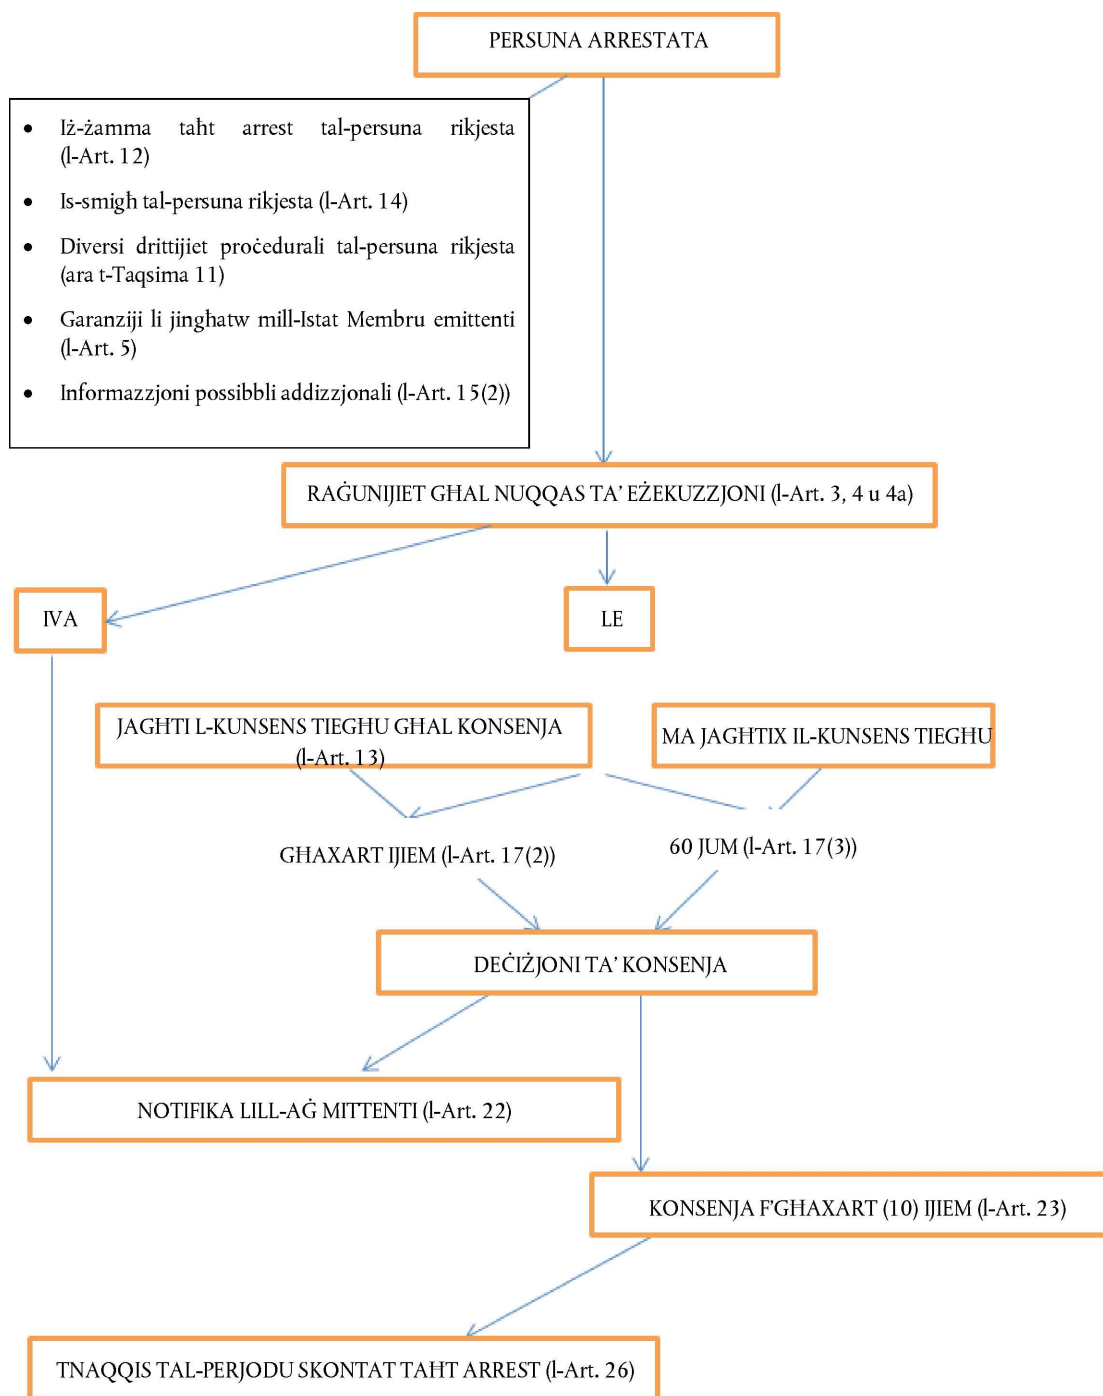 PERSUNA ARRESTATA
• Iż-żamma taħt arrest tal-persuna rikjesta
(l-Art. 12)
• Is-smigħ tal-persuna rikjesta (l-Art. 14)
• Diversi drittijiet proċedurali tal-persuna rikjesta
(ara t-Taqsima 11)
• Garanziji li jingħatw mill-Istat Membru emittenti
(l-Art. 5)
• Informazzjoni possibbli addizzjonali (l-Art. 15(2))
RAĠUNIJIET GĦAL NUQQAS TA’ EŻEKUZZJONI (l-Art. 3, 4 u 4a)
IVA
LE
JAGĦTI L-KUNSENS TIEGĦU GĦAL KONSENJA
(l-Art. 13)
MA JAGĦTIX IL-KUNSENS TIEGĦU
GĦAXART IJIEM (l-Art. 17(2))
60 JUM (l-Art. 17(3))
DEĊIŻJONI TA’ KONSENJA
NOTIFIKA LILL-AĠ MITTENTI (l-Art. 22)
KONSENJA F’GĦAXART (10) IJIEM (l-Art. 23)
TNAQQIS TAL-PERJODU SKONTAT TAĦT ARREST (l-Art. 26)